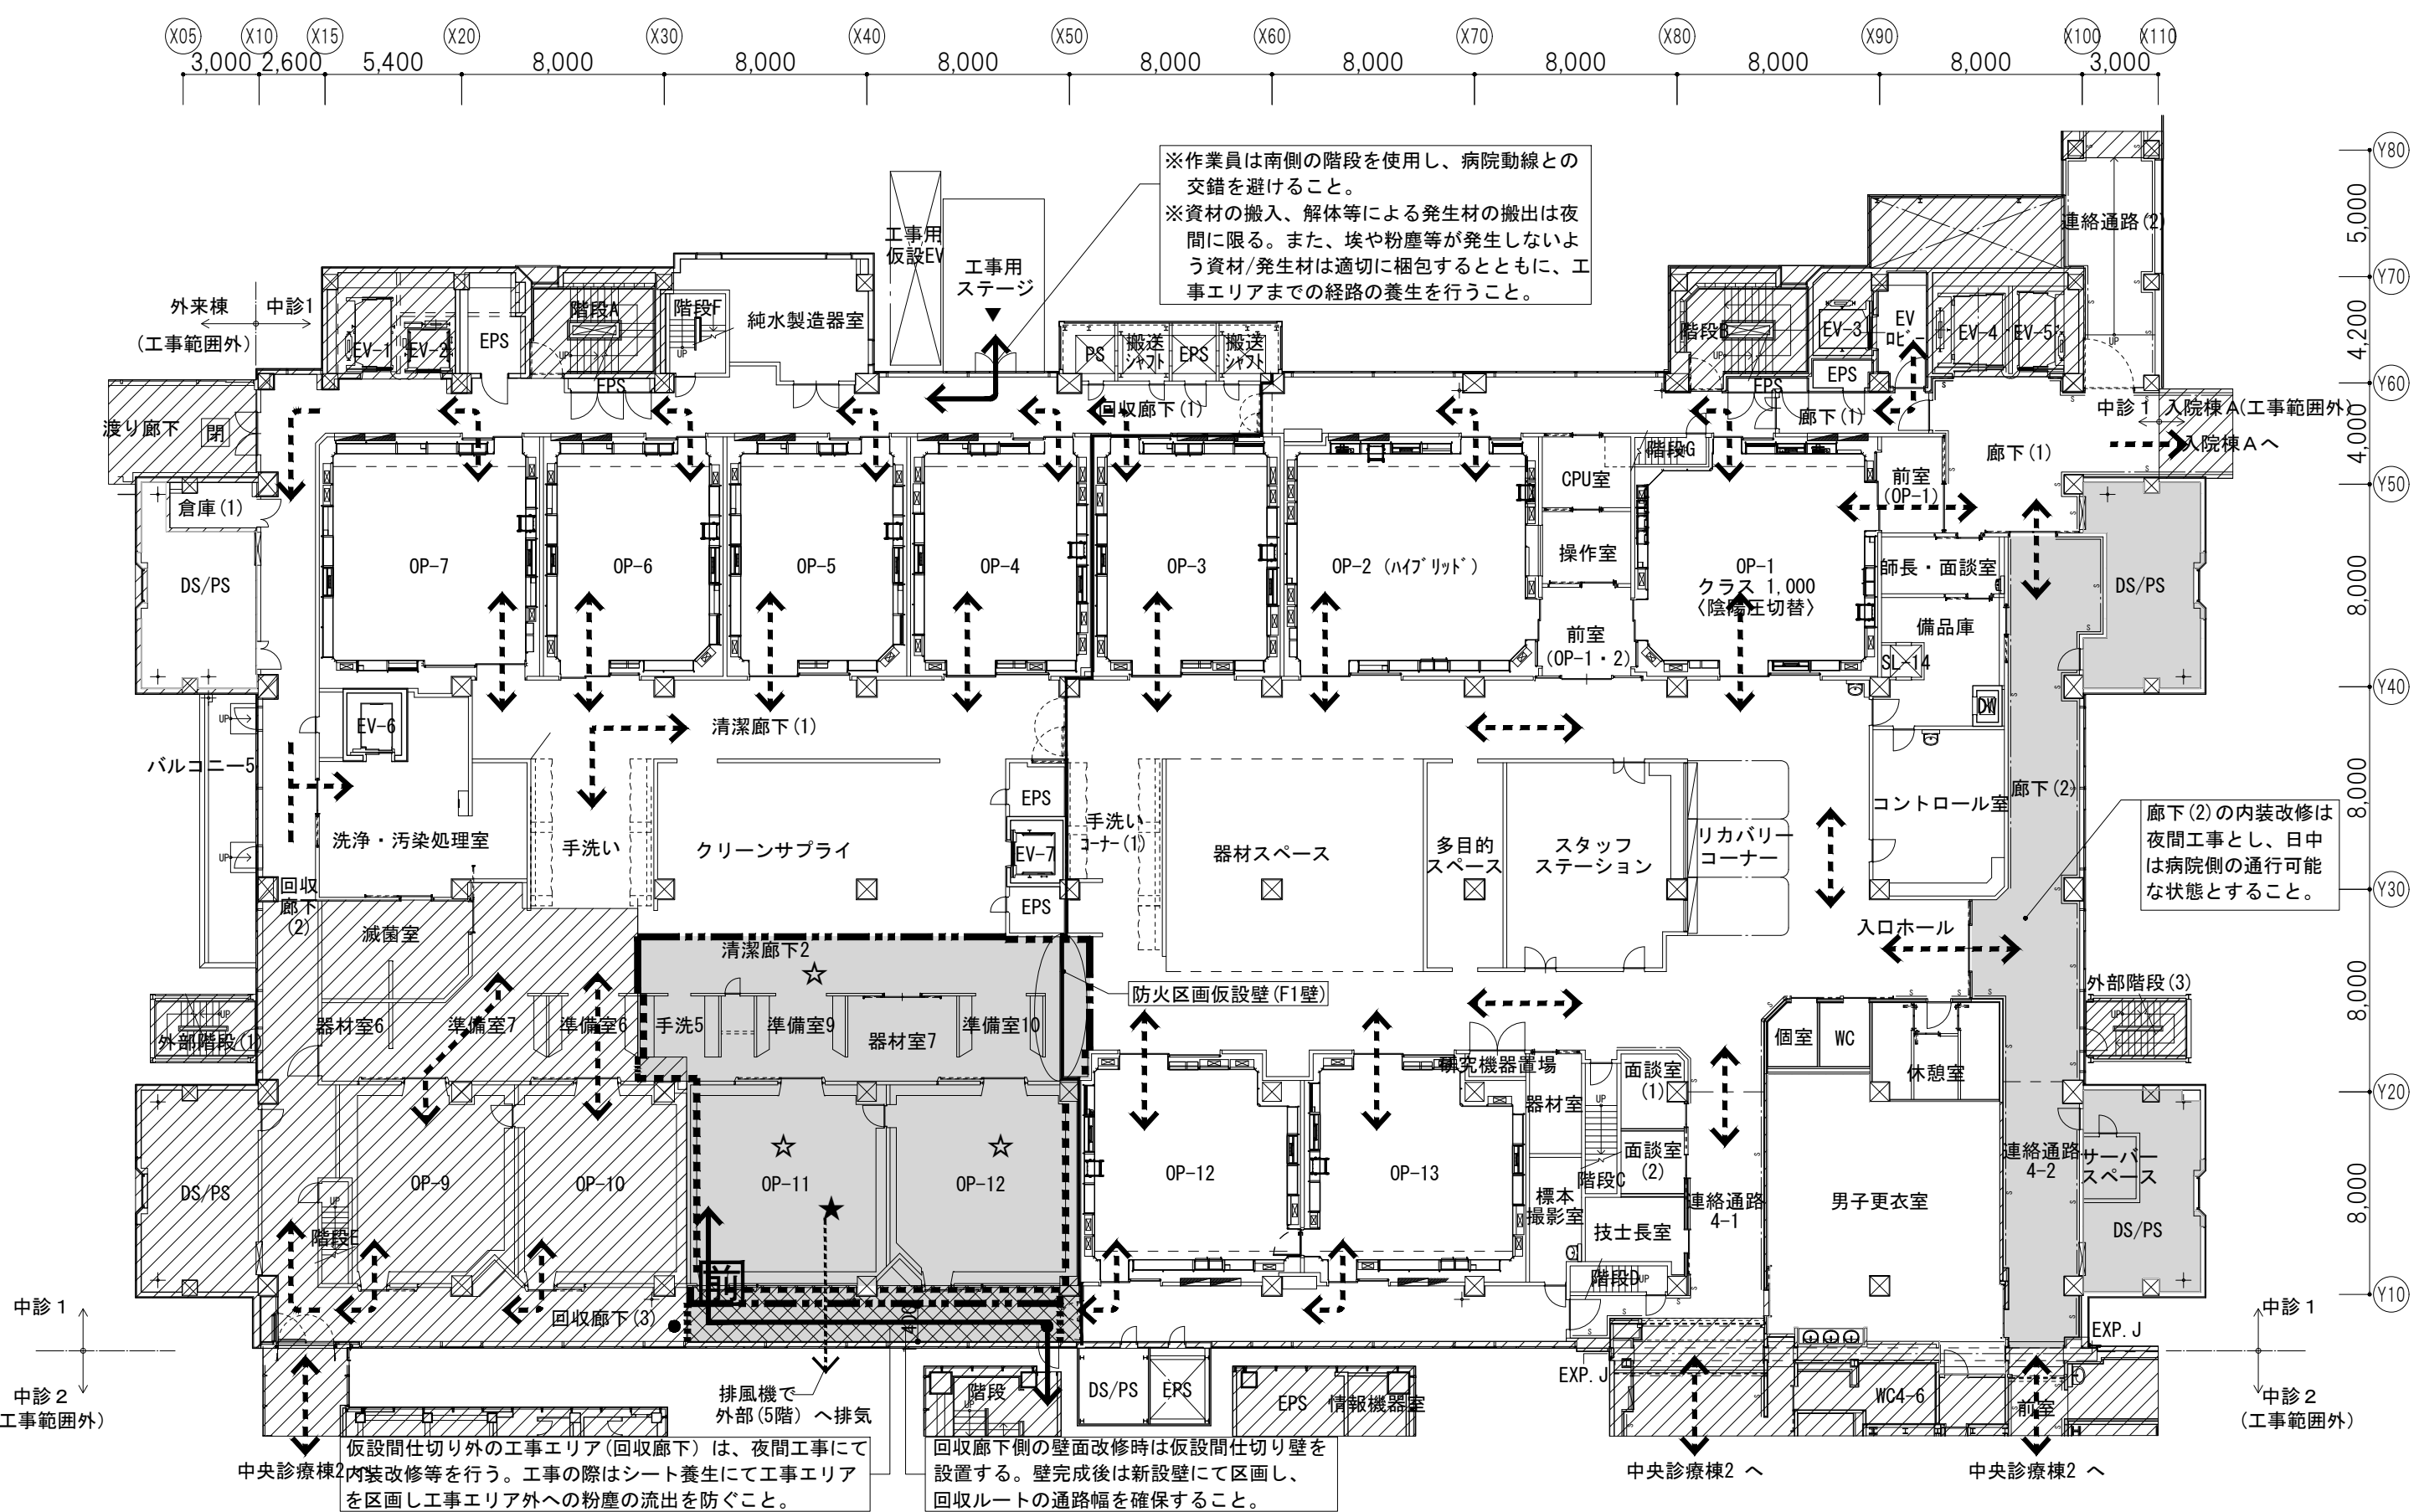 X05 X10 X15 X20 X30 X40 X50 X60 X70 X80 X90 X100 X110
3,000 2,600 5,400 8,000 8,000 8,000 8,000 8,000 8,000 8,000 8,000 3,000
※作業員は南側の階段を使用し、病院動線との
交錯を避けること。
※資材の搬入、解体等による発生材の搬出は夜
間に限る。また、埃や粉塵等が発生しないよ
う資材/発生材は適切に梱包するとともに、工
事エリアまでの経路の養生を行うこと。
Y80
5,000
Y70
4,200
Y60
4,000
Y50
8,000
Y40
8,000
Y30
8,000
Y20
8,000
Y10
工事用
仮設EV
工事用
ステージ
▼
連絡通路(2)
外来棟
中診1
(工事範囲外)
EV-1
EV-2
EPS
階段A
UP
EPS
階段F
UP
純水製造器室
PS
搬送
シャフト
EPS
搬送
シャフト
階段B
UP
EV-3
EV
ロビー
EV-4
EV-5
EPS
EPS
渡り廊下
閉
回収廊下(1)
廊下(1)
中診1
入院棟A(工事範囲外)
入院棟Aへ
廊下(1)
倉庫(1)
DS/PS
OP-7
OP-6
OP-5
OP-4
OP-3
OP-2 (ハイブリッド)
CPU室
操作室
前室
(OP-1・2)
階段G
OP-1
クラス 1,000
〈陰陽圧切替〉
前室
(OP-1)
師長・面談室
備品庫
SL-14
DW
DS/PS
EV-6
清潔廊下(1)
UP
バルコニー5
UP
洗浄・汚染処理室
手洗い
クリーンサプライ
EPS
EV-7
EPS
手洗い
コーナー(1)
器材スペース
多目的
スペース
スタッフ
ステーション
リカバリー
コーナー
コントロール室
廊下(2)
廊下(2)の内装改修は
夜間工事とし、日中
は病院側の通行可能
な状態とすること。
回収
廊下
(2)
滅菌室
清潔廊下2
☆
入口ホール
防火区画仮設壁(F1壁)
外部階段(1)
器材室6
準備室7
準備室6
手洗5
準備室9
器材室7
準備室10
外部階段(3)
UP
研究機器置場
器材室
UP
面談室
(1)
個室
WC
休憩室
DS/PS
UP
階段E
OP-9
OP-10
☆
OP-11
★
☆
OP-12
OP-12
OP-13
標本
撮影室
階段C
面談室
(2)
技士長室
連絡通路
4-1
男子更衣室
連絡通路
4-2
サーバー
スペース
DS/PS
前
階段D
UP
回収廊下(3)
中診1
中診2
(工事範囲外)
中診1
中診2
(工事範囲外)
EXP.J
EXP.J
排風機で
外部(5階) へ排気
階段
UP
DS/PS
EPS
EPS
情報機器室
WC4-6
前室
仮設間仕切り外の工事エリア(回収廊下) は、夜間工事にて
内装改修等を行う。工事の際はシート養生にて工事エリア
を区画し工事エリア外への粉塵の流出を防ぐこと。
回収廊下側の壁面改修時は仮設間仕切り壁を
設置する。壁完成後は新設壁にて区画し、
回収ルートの通路幅を確保すること。
中央診療棟2 へ
中央診療棟2 へ
中央診療棟2 へ